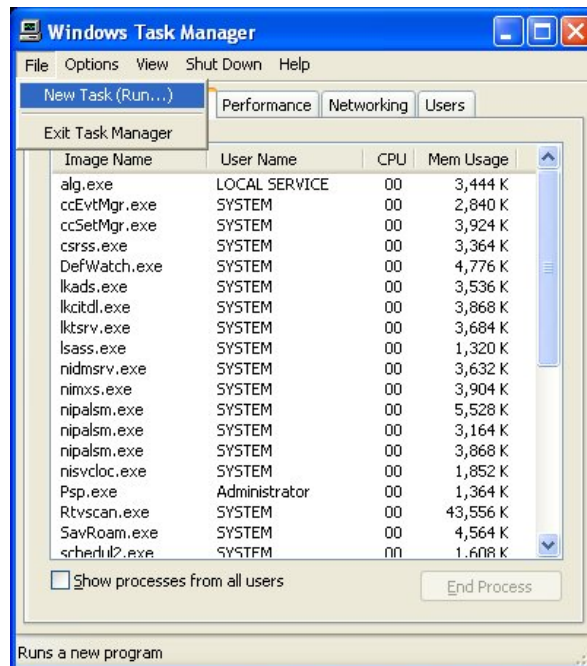 Windows Task Manager
File Options View Shut Down Help
New Task (Run...)
Exit Task Manager
Performance Networking Users
Image Name User Name CPU Mem Usage
alg.exe LOCAL SERVICE 00 3,444 K
ccEvtMgr.exe SYSTEM 00 2,840 K
ccSetMgr.exe SYSTEM 00 3,924 K
csrss.exe SYSTEM 00 3,364 K
DefWatch.exe SYSTEM 00 4,776 K
lkads.exe SYSTEM 00 3,536 K
lkcitdl.exe SYSTEM 00 3,868 K
lktsrv.exe SYSTEM 00 3,684 K
lsass.exe SYSTEM 00 1,320 K
nidmsrv.exe SYSTEM 00 3,632 K
nimxs.exe SYSTEM 00 3,904 K
nipalsm.exe SYSTEM 00 5,528 K
nipalsm.exe SYSTEM 00 3,164 K
nipalsm.exe SYSTEM 00 3,868 K
nisvcloc.exe SYSTEM 00 1,852 K
Psp.exe Administrator 00 1,364 K
Rtvscan.exe SYSTEM 00 43,556 K
SavRoam.exe SYSTEM 00 4,564 K
schedul2.exe SYSTEM 00 1,608 K
Show processes from all users
End Process
Runs a new program